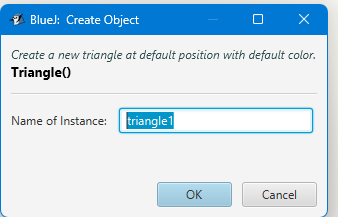 BlueJ: Create Object
Create a new triangle at default position with default color.
Triangle()
Name of Instance: triangle1
OK Cancel